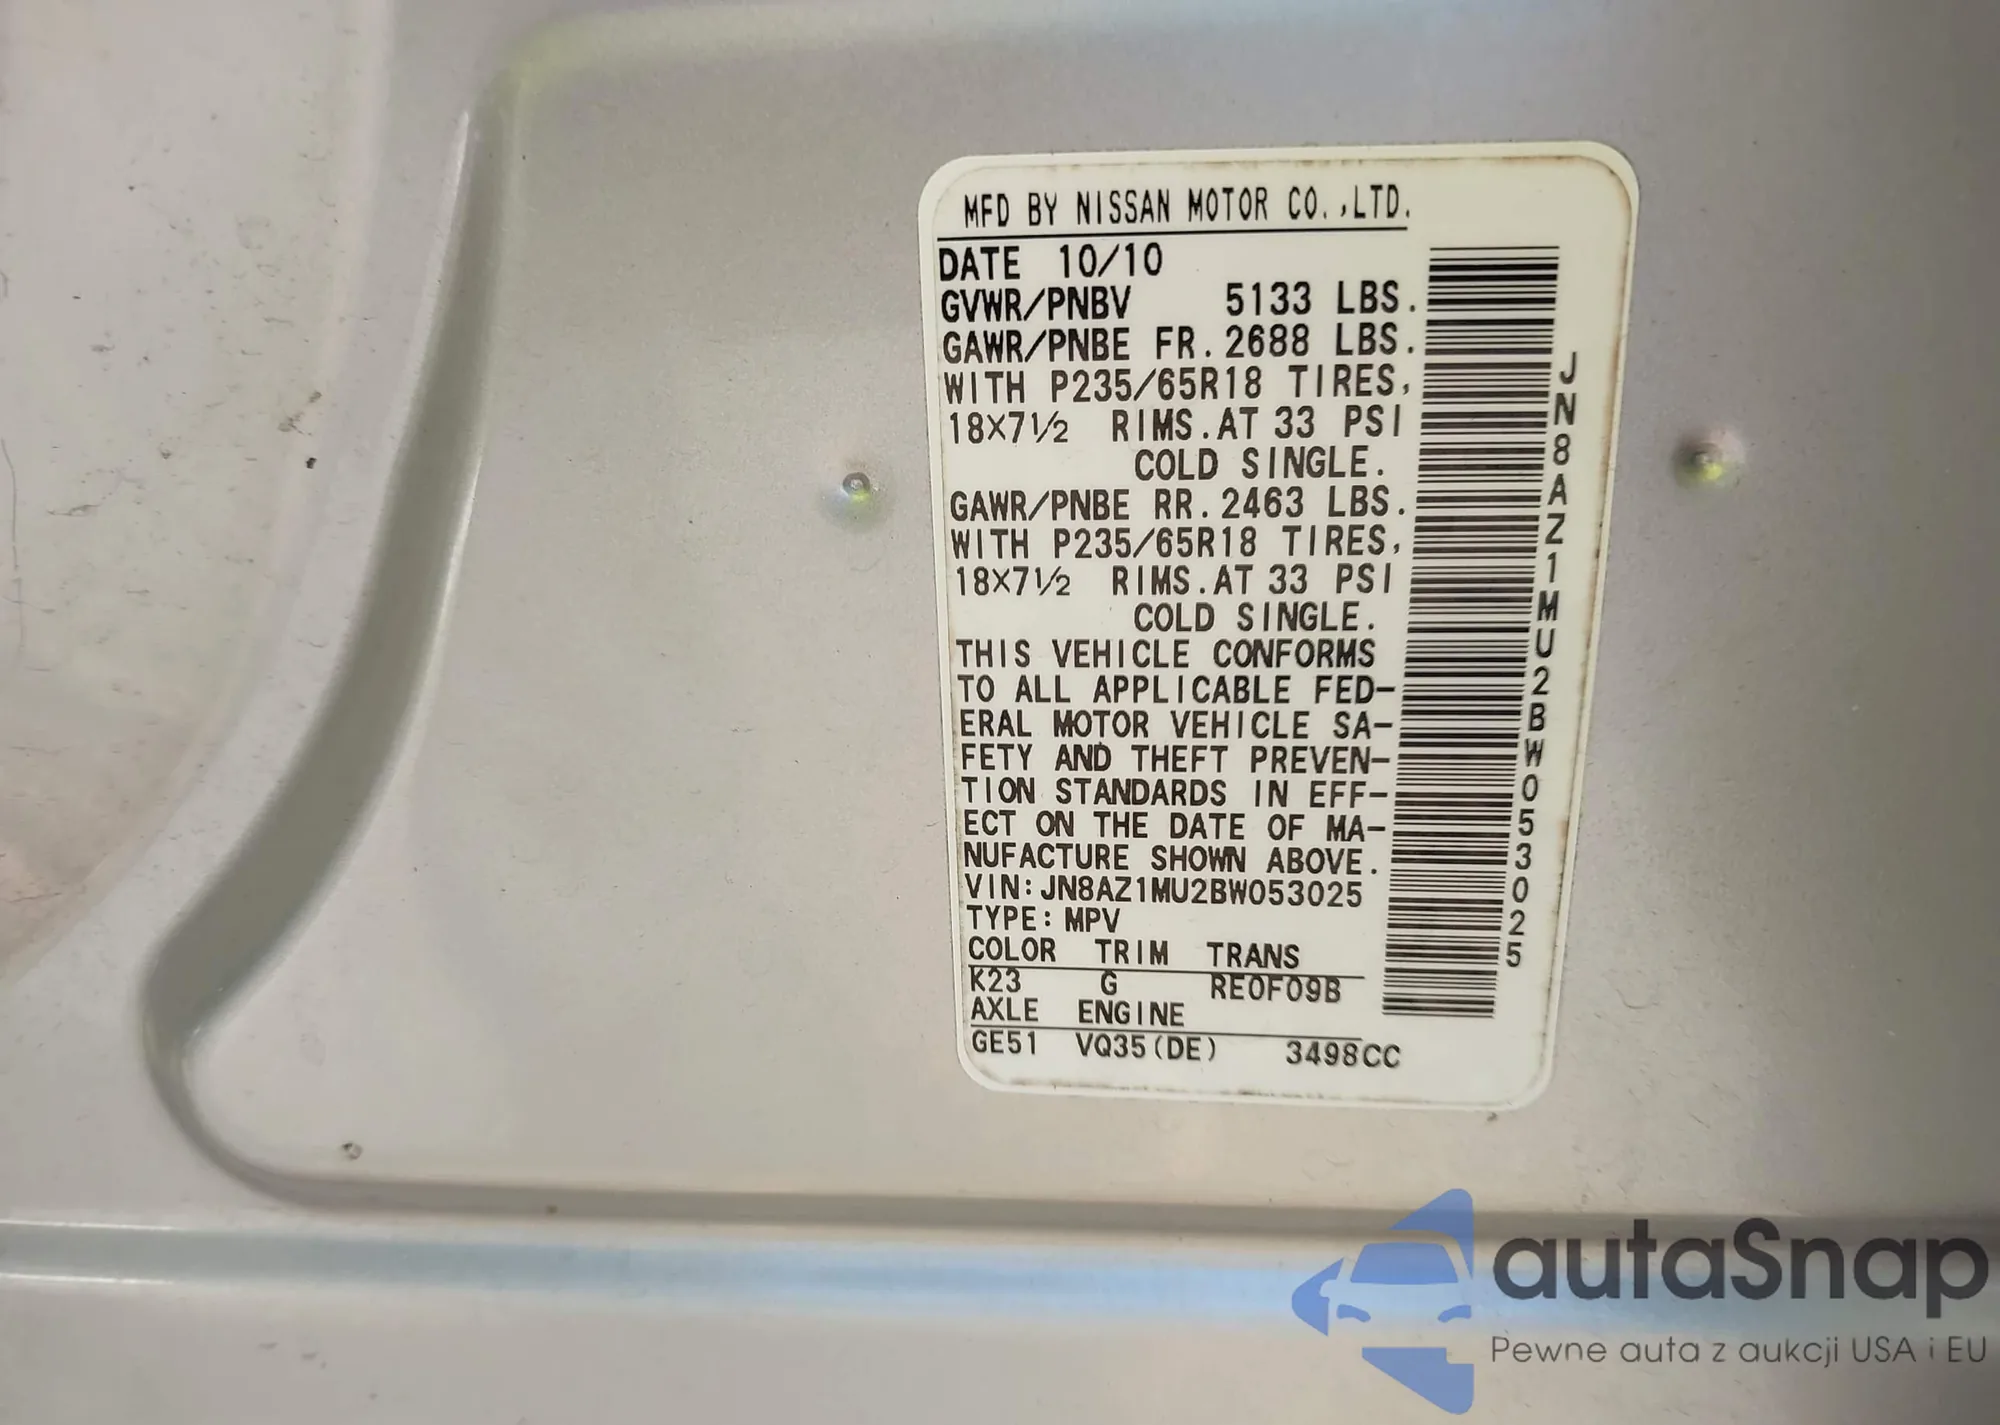 MFD BY NISSAN MOTOR CO.,LTD.
DATE 10/10
GVWR/PNBV 5133 LBS.
GAWR/PNBE FR. 2688 LBS.
WITH P235/65R18 TIRES,
18X7½ RIMS.AT 33 PSI
COLD SINGLE.
GAWR/PNBE RR. 2463 LBS.
WITH P235/65R18 TIRES,
18X7½ RIMS.AT 33 PSI
COLD SINGLE.
THIS VEHICLE CONFORMS
TO ALL APPLICABLE FED-
ERAL MOTOR VEHICLE SA-
FETY AND THEFT PREVEN-
TION STANDARDS IN EFF-
ECT ON THE DATE OF MA-
NUFACTURE SHOWN ABOVE.
VIN:JN8AZ1MU2BW053025
TYPE:MPV
COLOR TRIM TRANS
K23 G RE0F09B
AXLE ENGINE
GE51 VQ35(DE) 3498CC
JN8AZ1MU2BW053025
autaSnap
Pewne auta z aukcji USA i EU